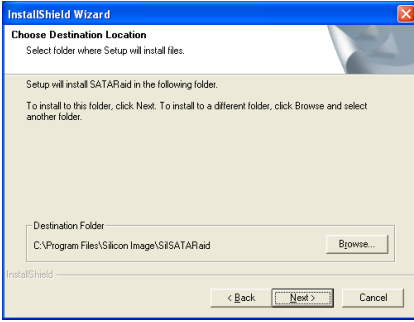 InstallShield Wizard
Choose Destination Location
Select folder where Setup will install files.
Setup will install SATARaid in the following folder.
To install to this folder, click Next. To install to a different folder, click Browse and select
another folder.
Destination Folder
C:\Program Files\Silicon Image\SilSATARaid
Browse...
InstallShield
< Back
Next >
Cancel